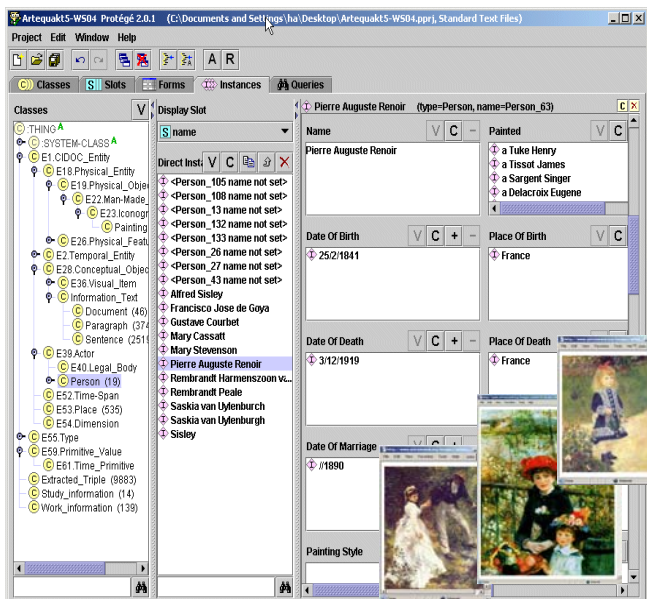 Artequakt5-WS04 Protégé 2.0.1 (C:\Documents and Settings\ha\Desktop\Artequakt5-WS04.pprj, Standard Text Files)
Project Edit Window Help
A R
C Classes S Slots Forms Instances Queries
Classes V
C :THING A
C :SYSTEM-CLASS A
C E1.CIDOC_Entity
C E18.Physical_Entity
C E19.Physical_Obje
C E22.Man-Made_
C E23.Iconogr
C Painting
C E26.Physical_Featu
C E2.Temporal_Entity
C E28.Conceptual_Objec
C E36.Visual_Item
C Information_Text
C Document (46)
C Paragraph (374
C Sentence (2519
C E39.Actor
C E40.Legal_Body
C Person (19)
C E52.Time-Span
C E53.Place (535)
C E54.Dimension
C E55.Type
C E59.Primitive_Value
C E61.Time_Primitive
C Extracted_Triple (9883)
C Study_information (14)
C Work_information (139)
Display Slot
S name
Direct Insta V C
<Person_105 name not set>
<Person_108 name not set>
<Person_13 name not set>
<Person_132 name not set>
<Person_133 name not set>
<Person_26 name not set>
<Person_27 name not set>
<Person_43 name not set>
Alfred Sisley
Francisco Jose de Goya
Gustave Courbet
Mary Cassatt
Mary Stevenson
Pierre Auguste Renoir
Rembrandt Harmenszoon va...
Rembrandt Peale
Saskia van Uylenburch
Saskia van Uylenburgh
Sisley
Pierre Auguste Renoir (type=Person, name=Person_63) C x
Name V C −
Pierre Auguste Renoir
Painted V C
a Tuke Henry
a Tissot James
a Sargent Singer
a Delacroix Eugene
Date Of Birth V C + −
25/2/1841
Place Of Birth V C
France
Date Of Death V C + −
3/12/1919
Place Of Death V C
France
Date Of Marriage V C + −
//1890
Painting Style